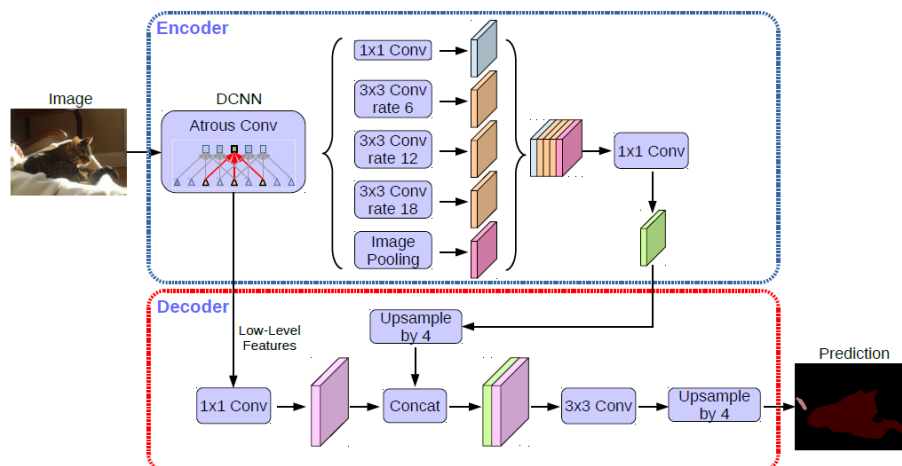 Encoder
Image
DCNN
Atrous Conv
1x1 Conv
3x3 Conv
rate 6
3x3 Conv
rate 12
3x3 Conv
rate 18
Image
Pooling
1x1 Conv
Decoder
Low-Level
Features
Upsample
by 4
1x1 Conv
Concat
3x3 Conv
Upsample
by 4
Prediction